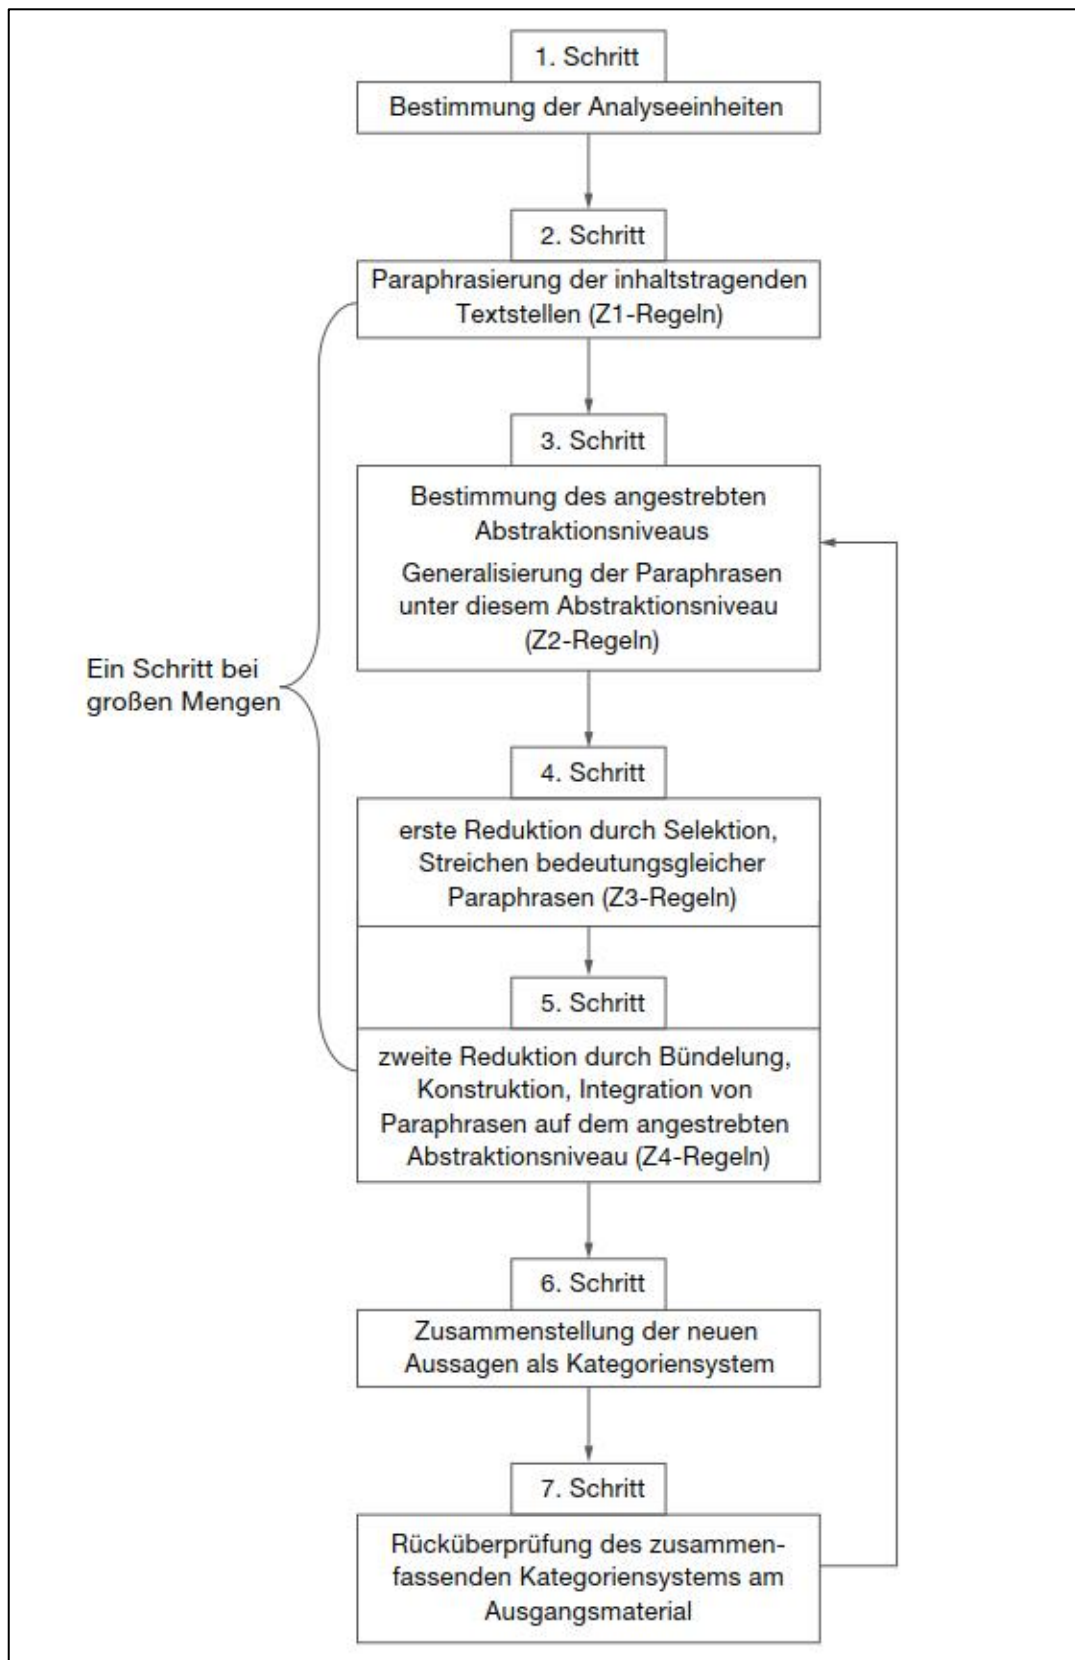 1. Schritt
Bestimmung der Analyseeinheiten
2. Schritt
Paraphrasierung der inhaltstragenden
Textstellen (Z1-Regeln)
3. Schritt
Bestimmung des angestrebten
Abstraktionsniveaus
Generalisierung der Paraphrasen
unter diesem Abstraktionsniveau
(Z2-Regeln)
Ein Schritt bei
großen Mengen
4. Schritt
erste Reduktion durch Selektion,
Streichen bedeutungsgleicher
Paraphrasen (Z3-Regeln)
5. Schritt
zweite Reduktion durch Bündelung,
Konstruktion, Integration von
Paraphrasen auf dem angestrebten
Abstraktionsniveau (Z4-Regeln)
6. Schritt
Zusammenstellung der neuen
Aussagen als Kategoriensystem
7. Schritt
Rücküberprüfung des zusammen-
fassenden Kategoriensystems am
Ausgangsmaterial